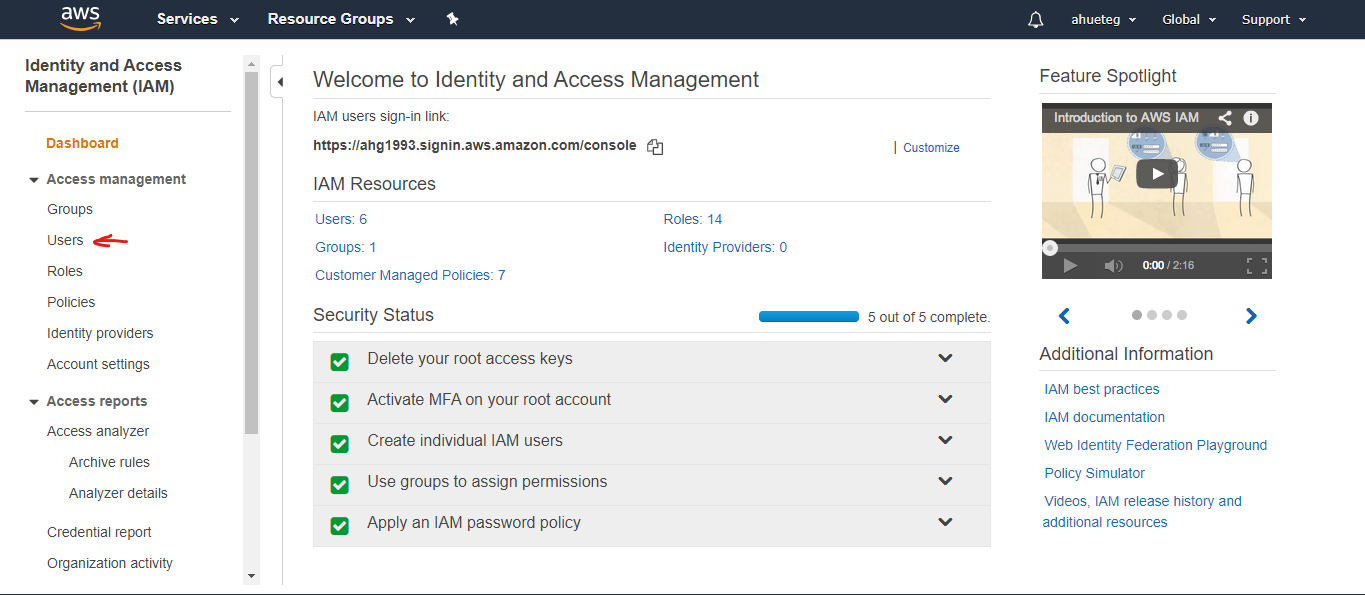 aws
Services
Resource Groups
ahueteg
Global
Support
Identity and Access
Management (IAM)
Dashboard
Access management
Groups
Users
Roles
Policies
Identity providers
Account settings
Access reports
Access analyzer
Archive rules
Analyzer details
Credential report
Organization activity
Welcome to Identity and Access Management
IAM users sign-in link:
https://ahg1993.signin.aws.amazon.com/console
| Customize
IAM Resources
Users: 6
Roles: 14
Groups: 1
Identity Providers: 0
Customer Managed Policies: 7
Security Status
5 out of 5 complete.
Delete your root access keys
Activate MFA on your root account
Create individual IAM users
Use groups to assign permissions
Apply an IAM password policy
Feature Spotlight
Introduction to AWS IAM
0:00 / 2:16
Additional Information
IAM best practices
IAM documentation
Web Identity Federation Playground
Policy Simulator
Videos, IAM release history and
additional resources